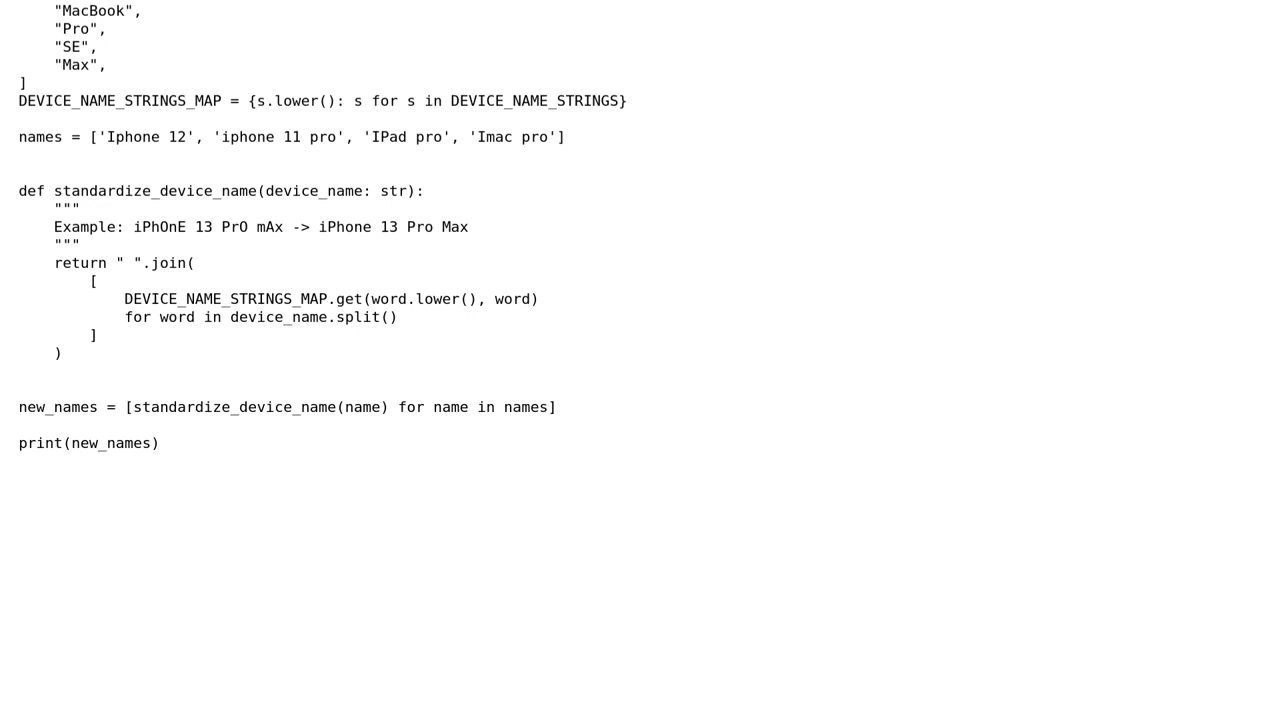 "MacBook",
    "Pro",
    "SE",
    "Max",
]
DEVICE_NAME_STRINGS_MAP = {s.lower(): s for s in DEVICE_NAME_STRINGS}

names = ['Iphone 12', 'iphone 11 pro', 'IPad pro', 'Imac pro']


def standardize_device_name(device_name: str):
    """
    Example: iPhOnE 13 PrO mAx -> iPhone 13 Pro Max
    """
    return " ".join(
        [
            DEVICE_NAME_STRINGS_MAP.get(word.lower(), word)
            for word in device_name.split()
        ]
    )


new_names = [standardize_device_name(name) for name in names]

print(new_names)